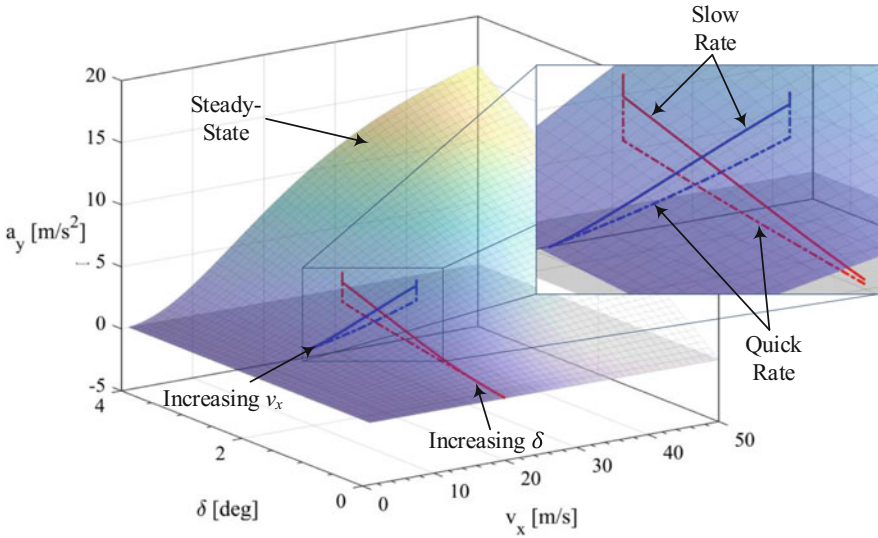 Slow
Rate
Steady-
State
20
15
10
5
0
-5
a_y [m/s²]
Increasing v_x
Increasing δ
Quick
Rate
4
2
0
δ [deg]
0
10
20
30
40
50
v_x [m/s]